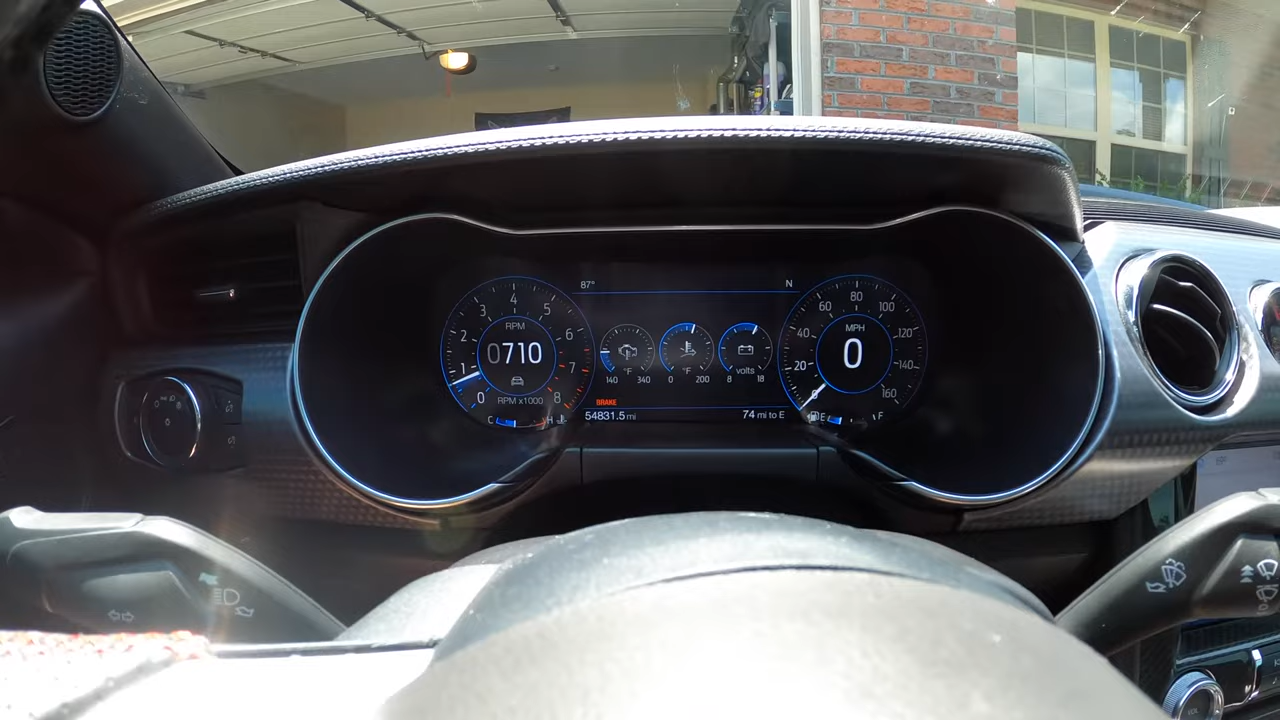 87° N
RPM
0710
RPM x1000
0 1 2 3 4 5 6 7 8
C H
°F
140 340
°F
0 200
volts
8 18
BRAKE
54831.5 mi 74 mi to E
MPH
0
0 20 40 60 80 100 120 140 160
E F